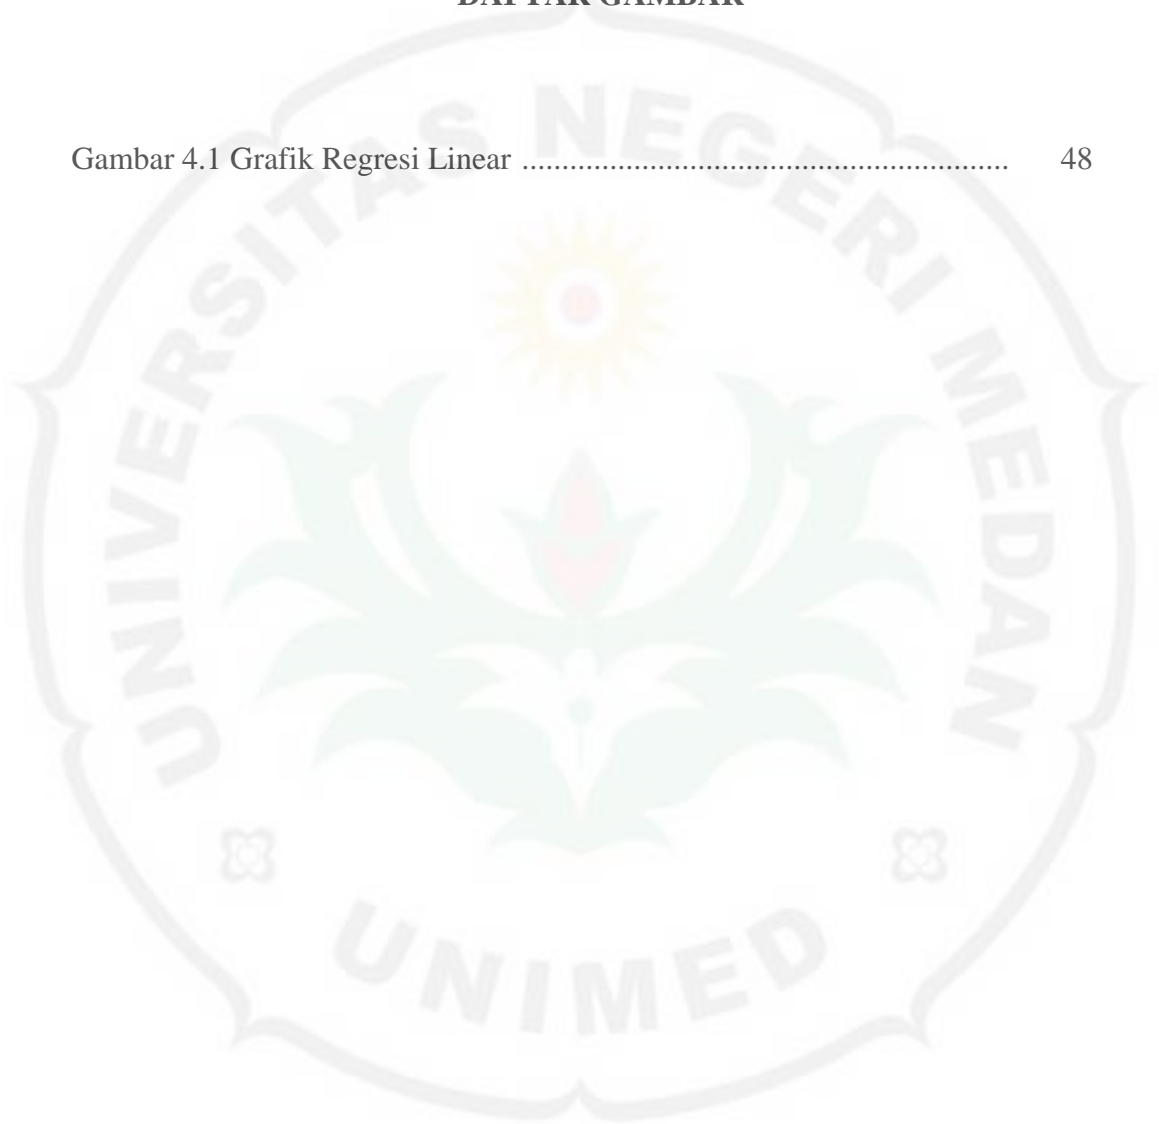 DAFTAR GAMBAR
Gambar 4.1 Grafik Regresi Linear ............................................................. 48
UNIVERSITAS NEGERI MEDAN
UNIMED